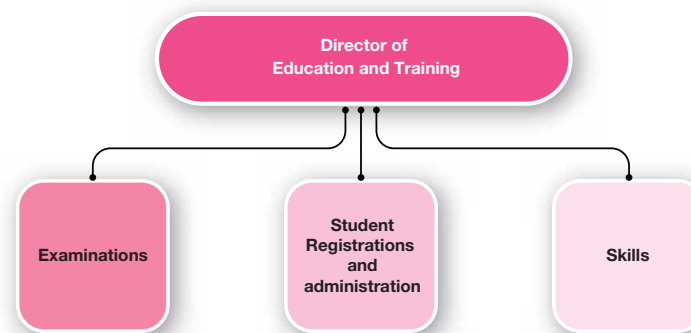 Director of
Education and Training
Examinations
Student
Registrations
and
administration
Skills